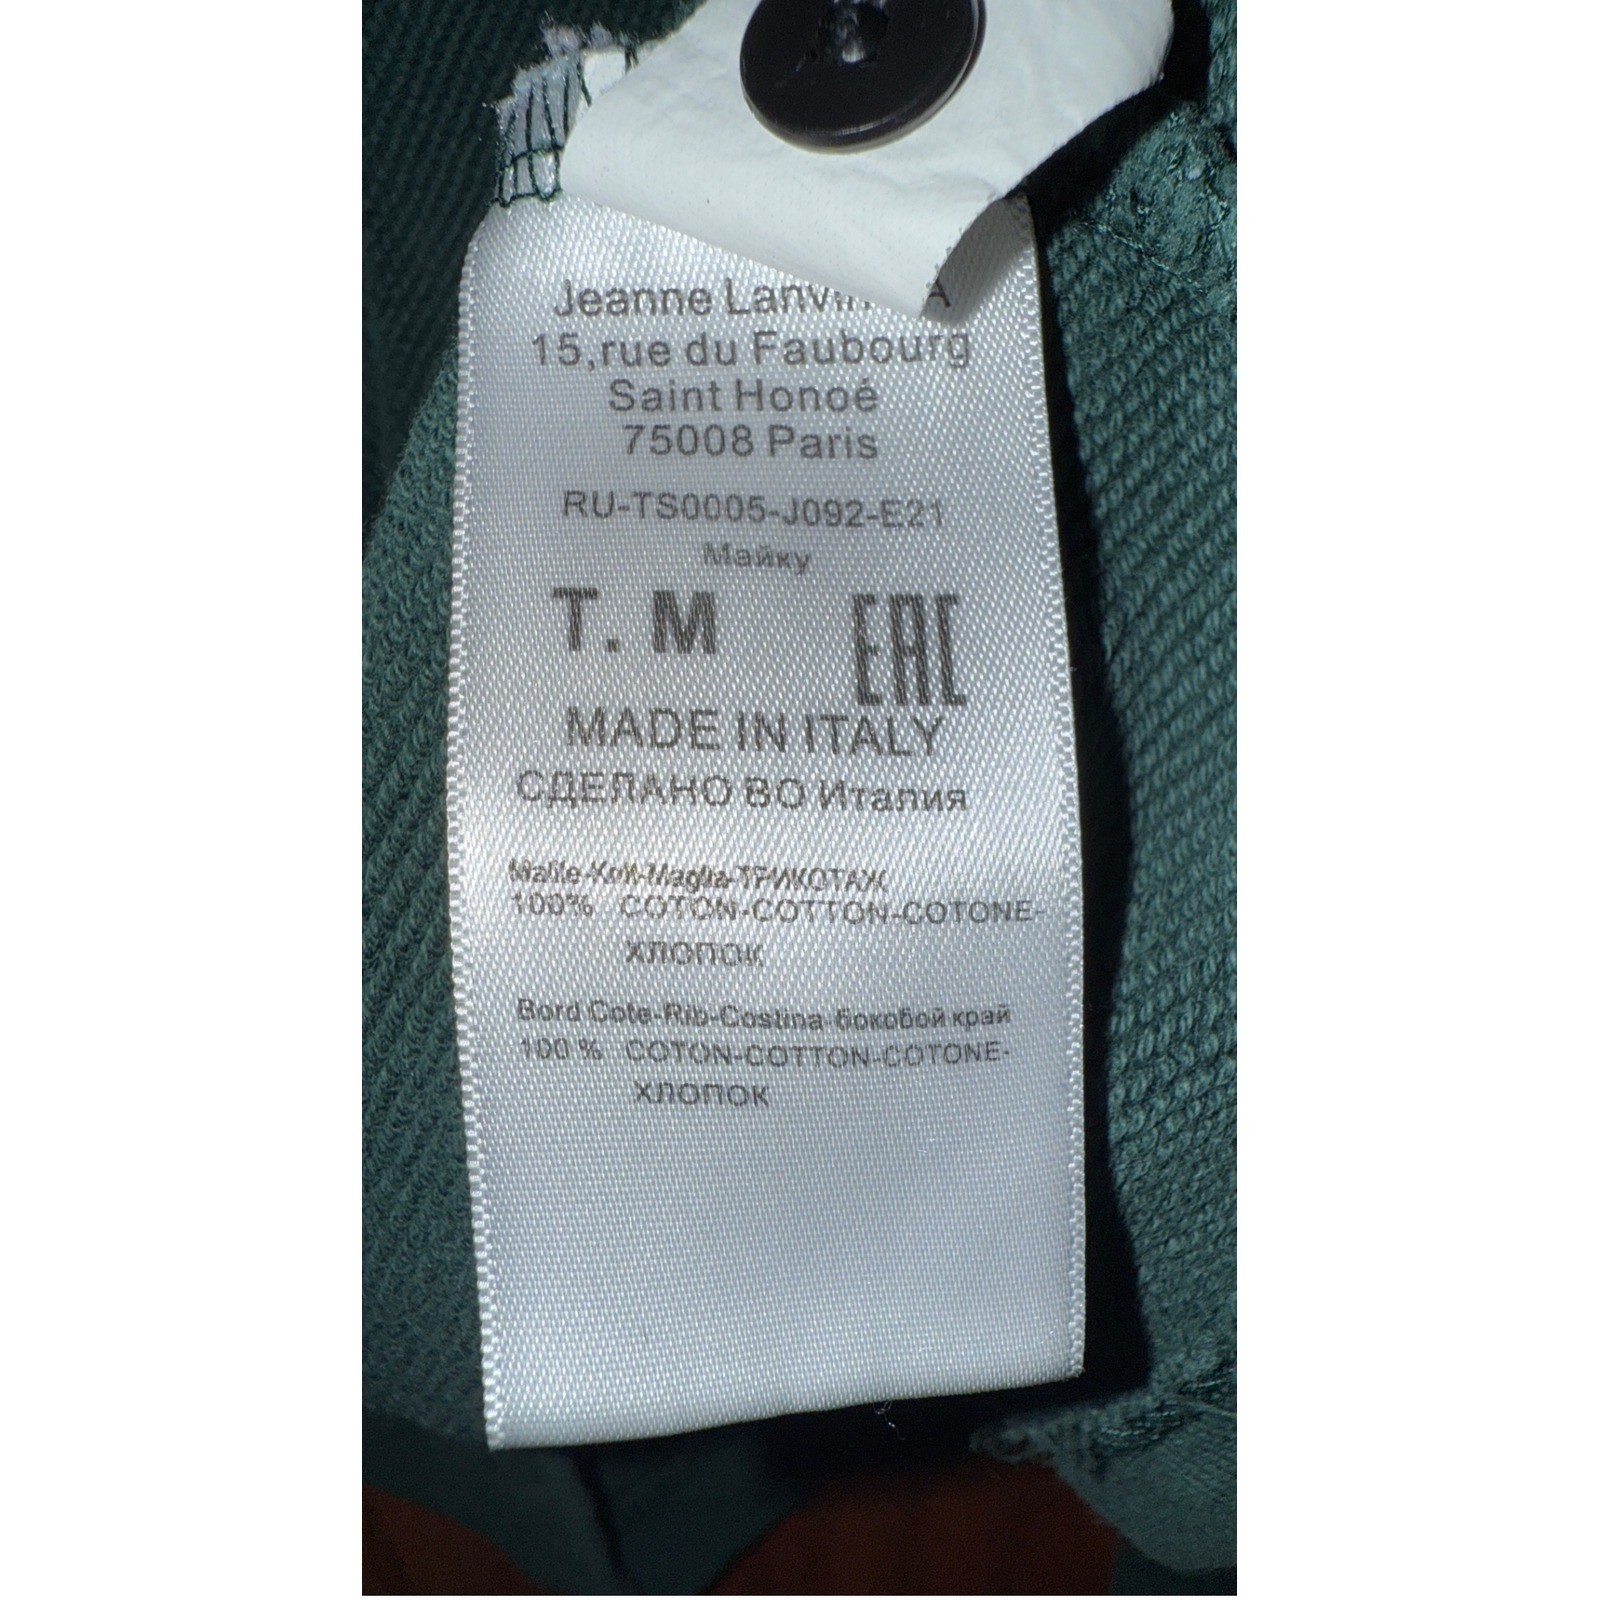 Jeanne Lanvin
15,rue du Faubourg
Saint Honoé
75008 Paris
RU-TS0005-J092-E21
Майку
T. M EAC
MADE IN ITALY
СДЕЛАНО ВО Италия
Maille-Knit-Maglia-ТРИКОТАЖ
100% COTON-COTTON-COTONE-
ХЛОПОК
Bord Cote-Rib-Costina-боковой край
100 % COTON-COTTON-COTONE-
ХЛОПОК